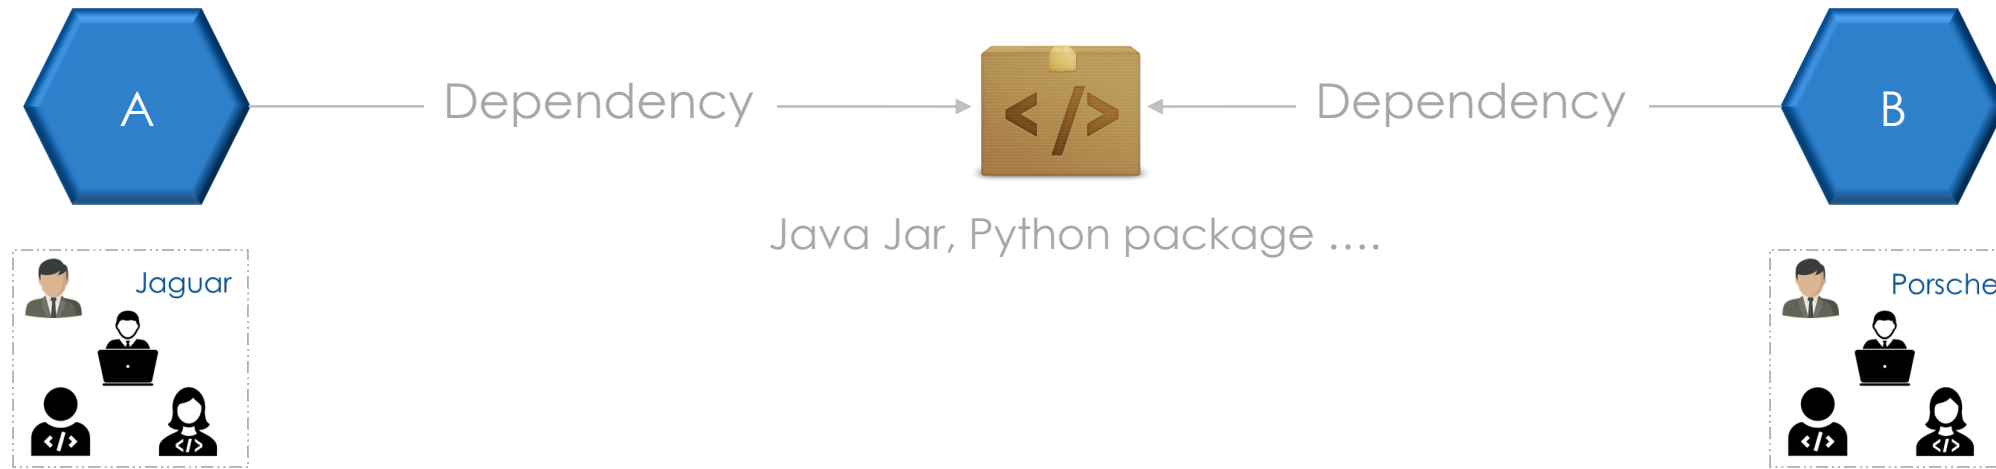 A
Dependency
</>
Dependency
B
Java Jar, Python package ....
Jaguar
</>
</>
Porsche
</>
</>